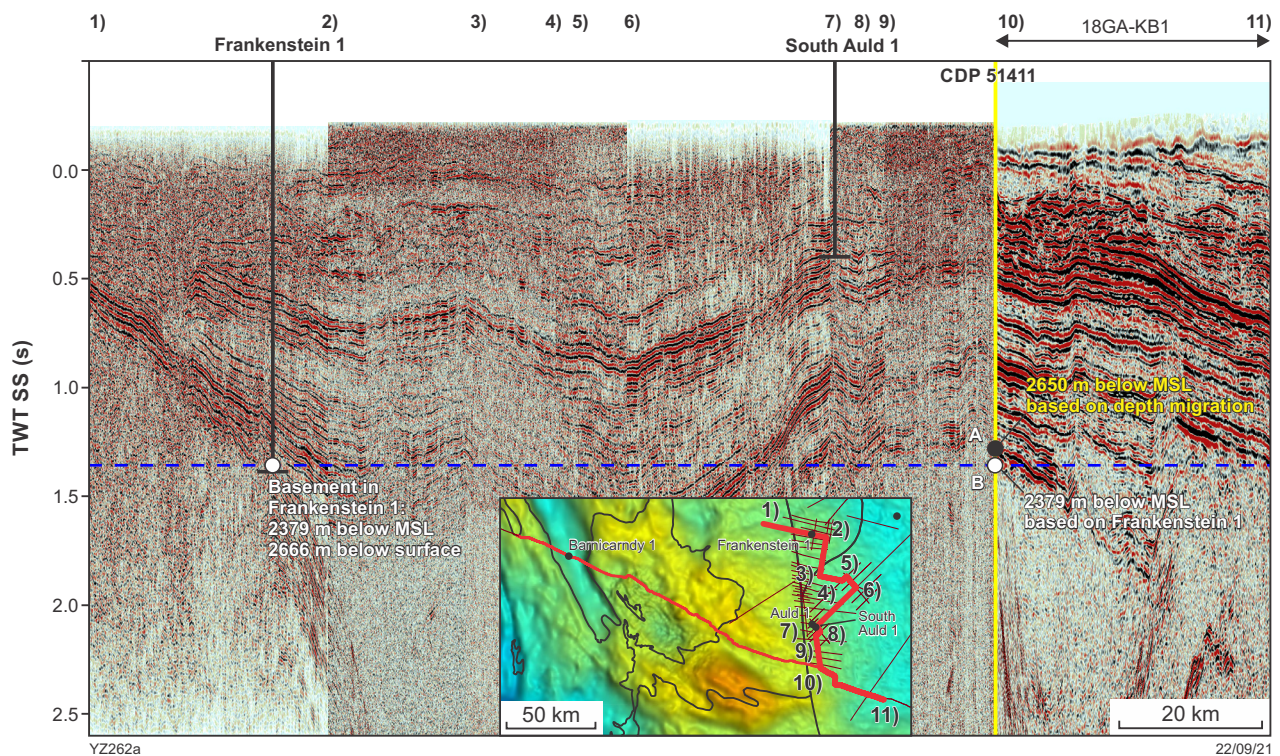 1) 2) 3) 4) 5) 6) 7) 8) 9) 10) 11)
Frankenstein 1
South Auld 1
18GA-KB1
CDP 51411
TWT SS (s)
0.0
0.5
1.0
1.5
2.0
2.5
2650 m below MSL
based on depth migration
A
B
Basement in
Frankenstein 1:
2379 m below MSL
2666 m below surface
2379 m below MSL
based on Frankenstein 1
1)
2)
Barnicarndy 1
Frankenstein 1
3)
5)
4)
6)
Auld 1
South
Auld 1
7)
8)
9)
10)
11)
50 km
20 km
YZ262a
22/09/21